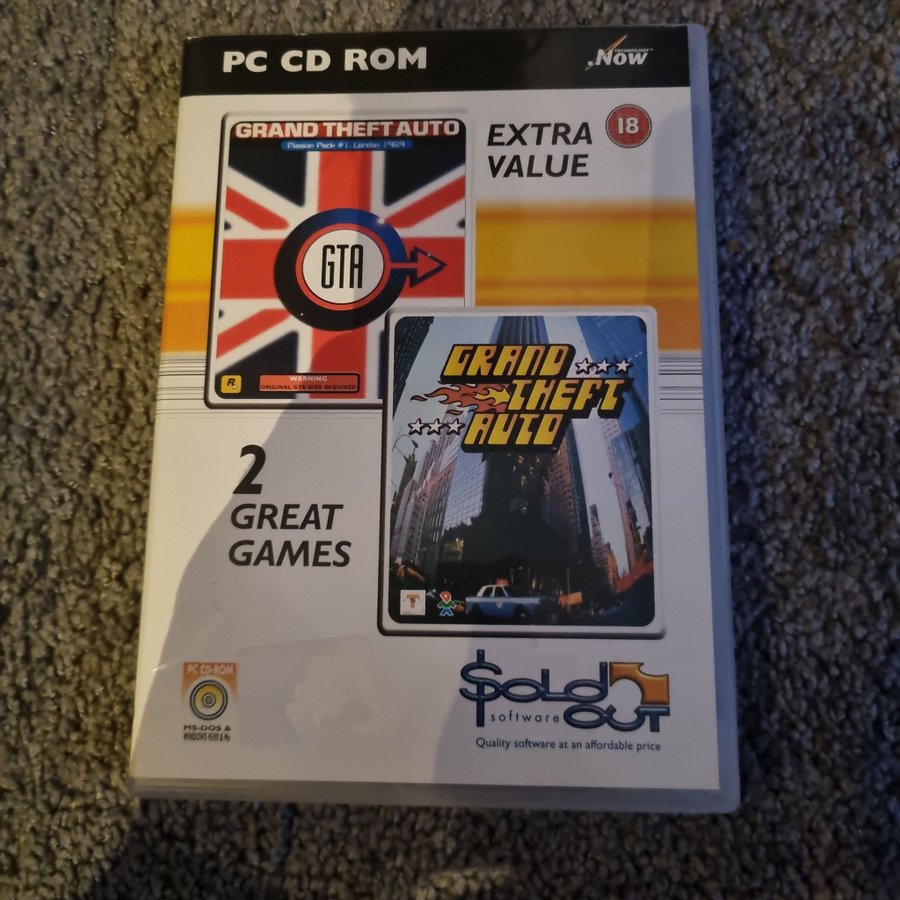 PC CD ROM
TECHNOLOGY™
.Now
GRAND THEFT AUTO
Mission Pack #1: London 1969
EXTRA
VALUE
18
GTA
R
WARNING
ORIGINAL GTA DISK REQUIRED
GRAND
THEFT
AUTO
2
GREAT
GAMES
PC CD-ROM
MS-DOS &
WINDOWS 95/98 & Me
SOLD
software OUT
Quality software at an affordable price